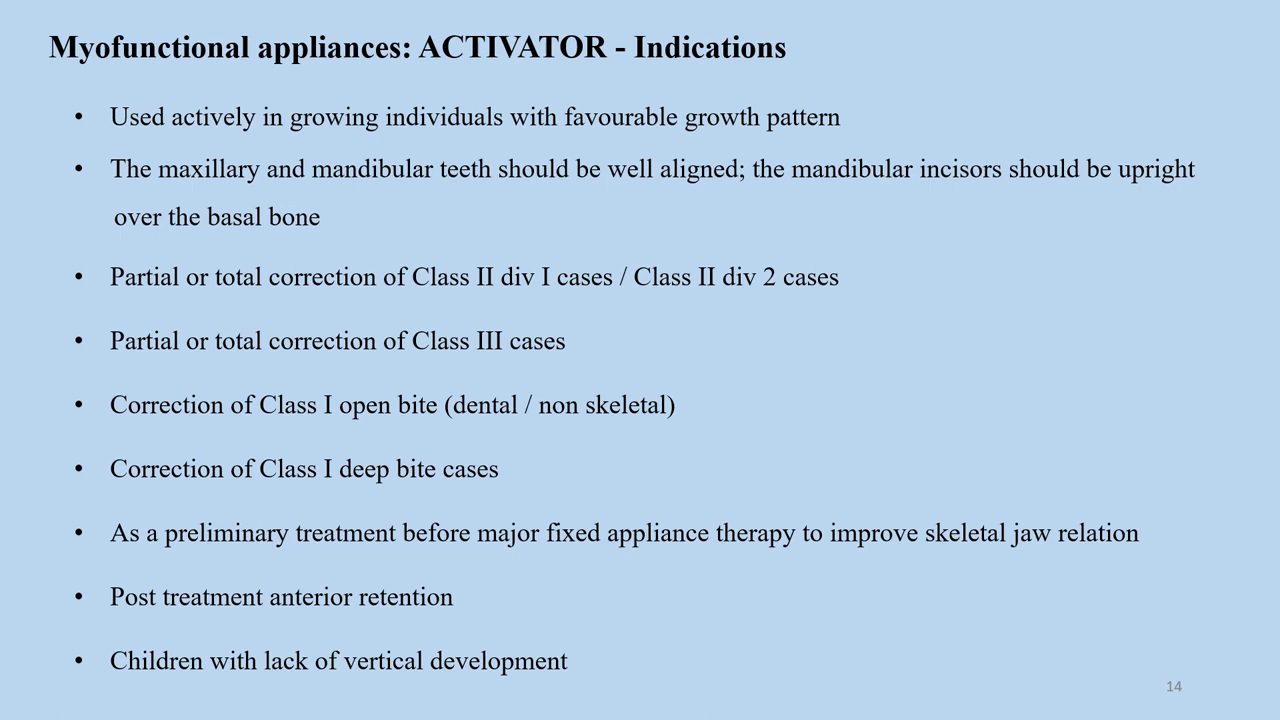 Myofunctional appliances: ACTIVATOR - Indications
• Used actively in growing individuals with favourable growth pattern
• The maxillary and mandibular teeth should be well aligned; the mandibular incisors should be upright
over the basal bone
• Partial or total correction of Class II div I cases / Class II div 2 cases
• Partial or total correction of Class III cases
• Correction of Class I open bite (dental / non skeletal)
• Correction of Class I deep bite cases
• As a preliminary treatment before major fixed appliance therapy to improve skeletal jaw relation
• Post treatment anterior retention
• Children with lack of vertical development
14